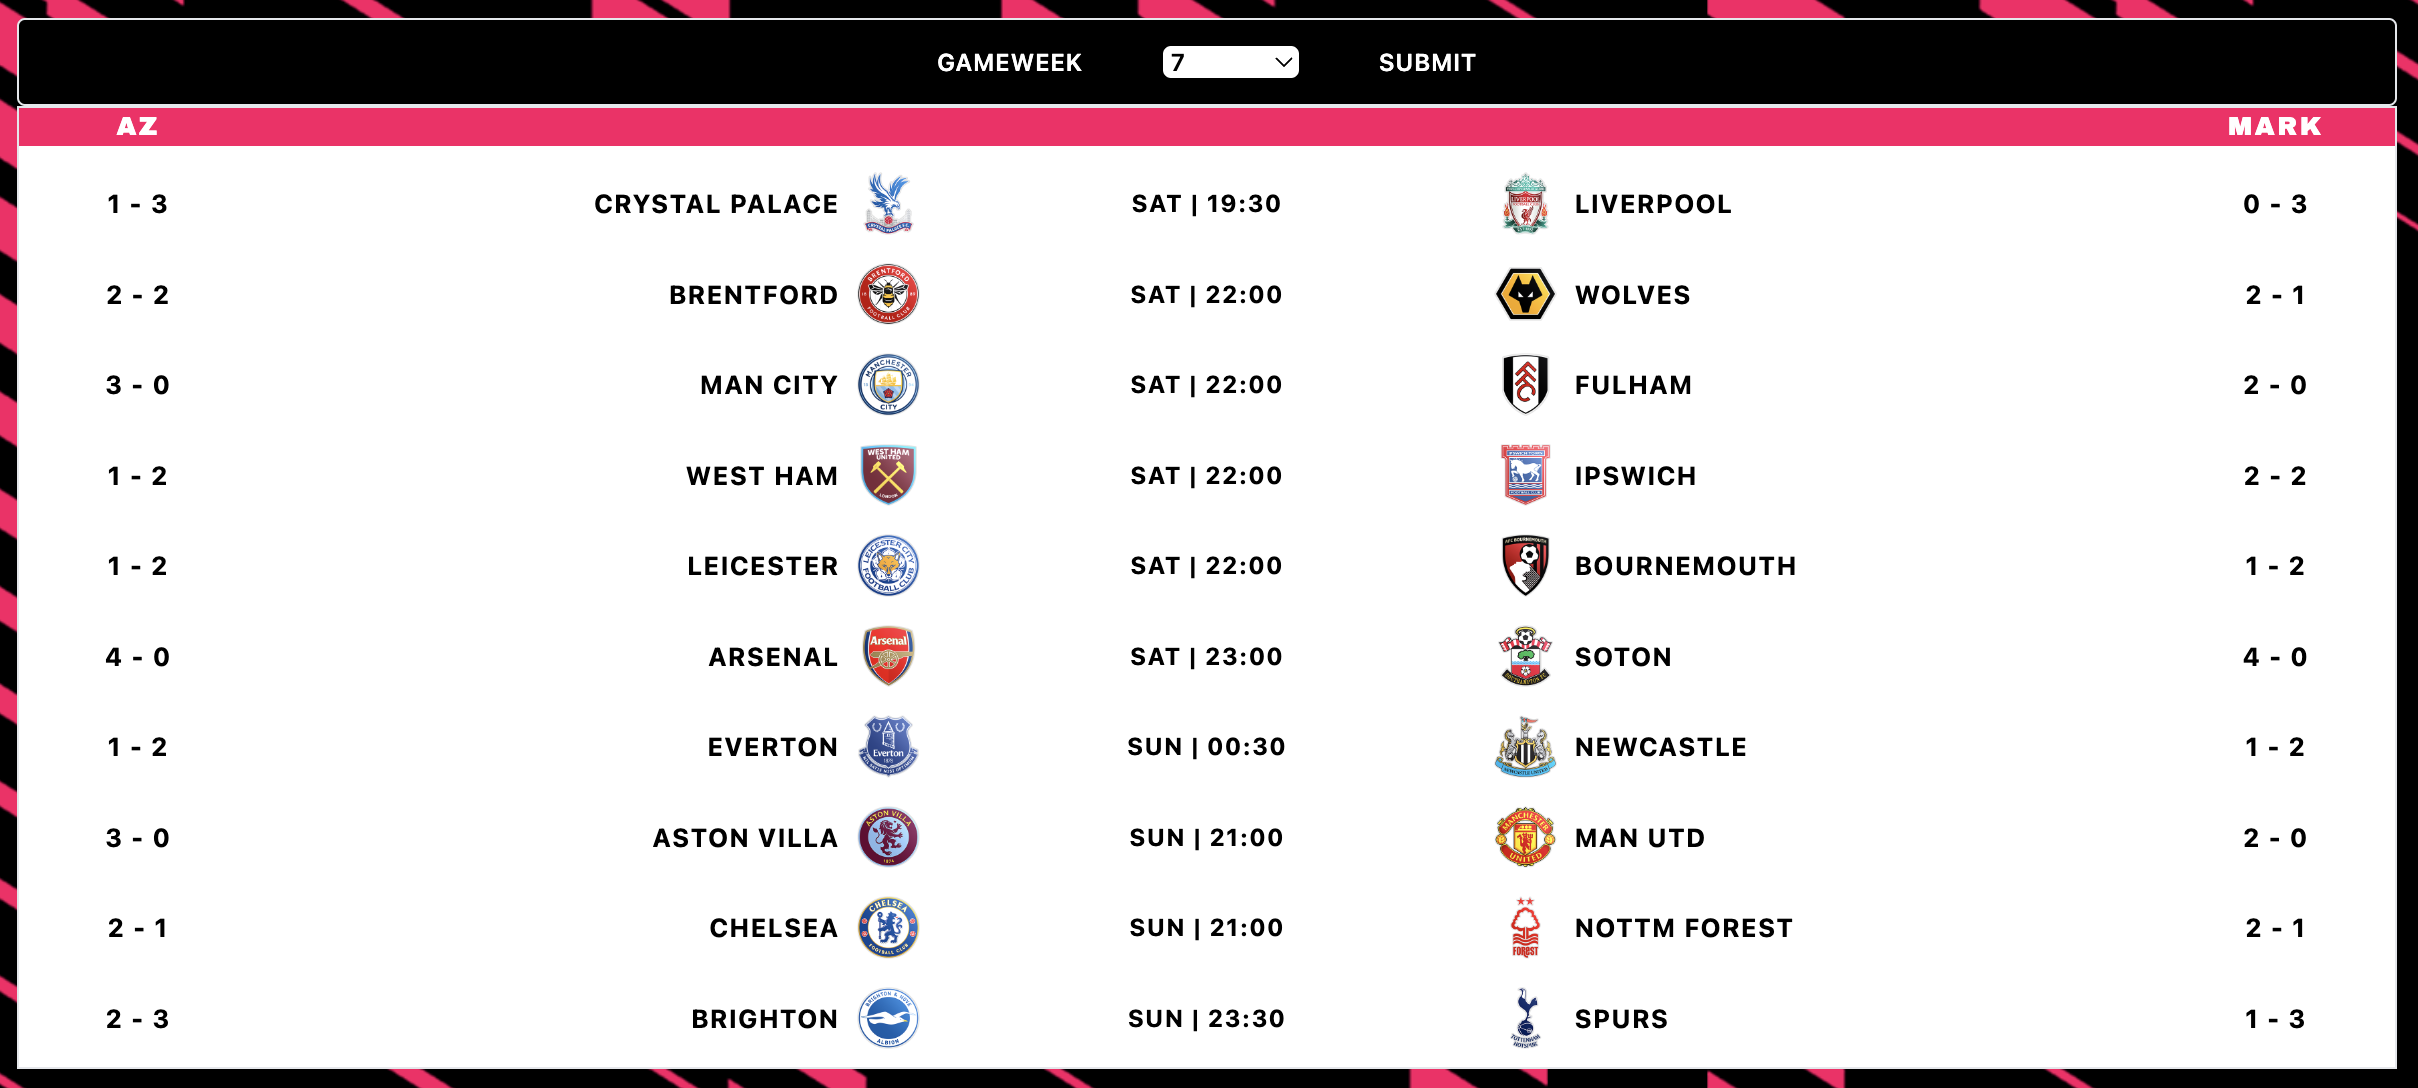 GAMEWEEK 7 SUBMIT
AZ MARK
1 - 3 CRYSTAL PALACE SAT | 19:30 LIVERPOOL 0 - 3
2 - 2 BRENTFORD SAT | 22:00 WOLVES 2 - 1
3 - 0 MAN CITY SAT | 22:00 FULHAM 2 - 0
1 - 2 WEST HAM SAT | 22:00 IPSWICH 2 - 2
1 - 2 LEICESTER SAT | 22:00 BOURNEMOUTH 1 - 2
4 - 0 ARSENAL SAT | 23:00 SOTON 4 - 0
1 - 2 EVERTON SUN | 00:30 NEWCASTLE 1 - 2
3 - 0 ASTON VILLA SUN | 21:00 MAN UTD 2 - 0
2 - 1 CHELSEA SUN | 21:00 NOTTM FOREST 2 - 1
2 - 3 BRIGHTON SUN | 23:30 SPURS 1 - 3